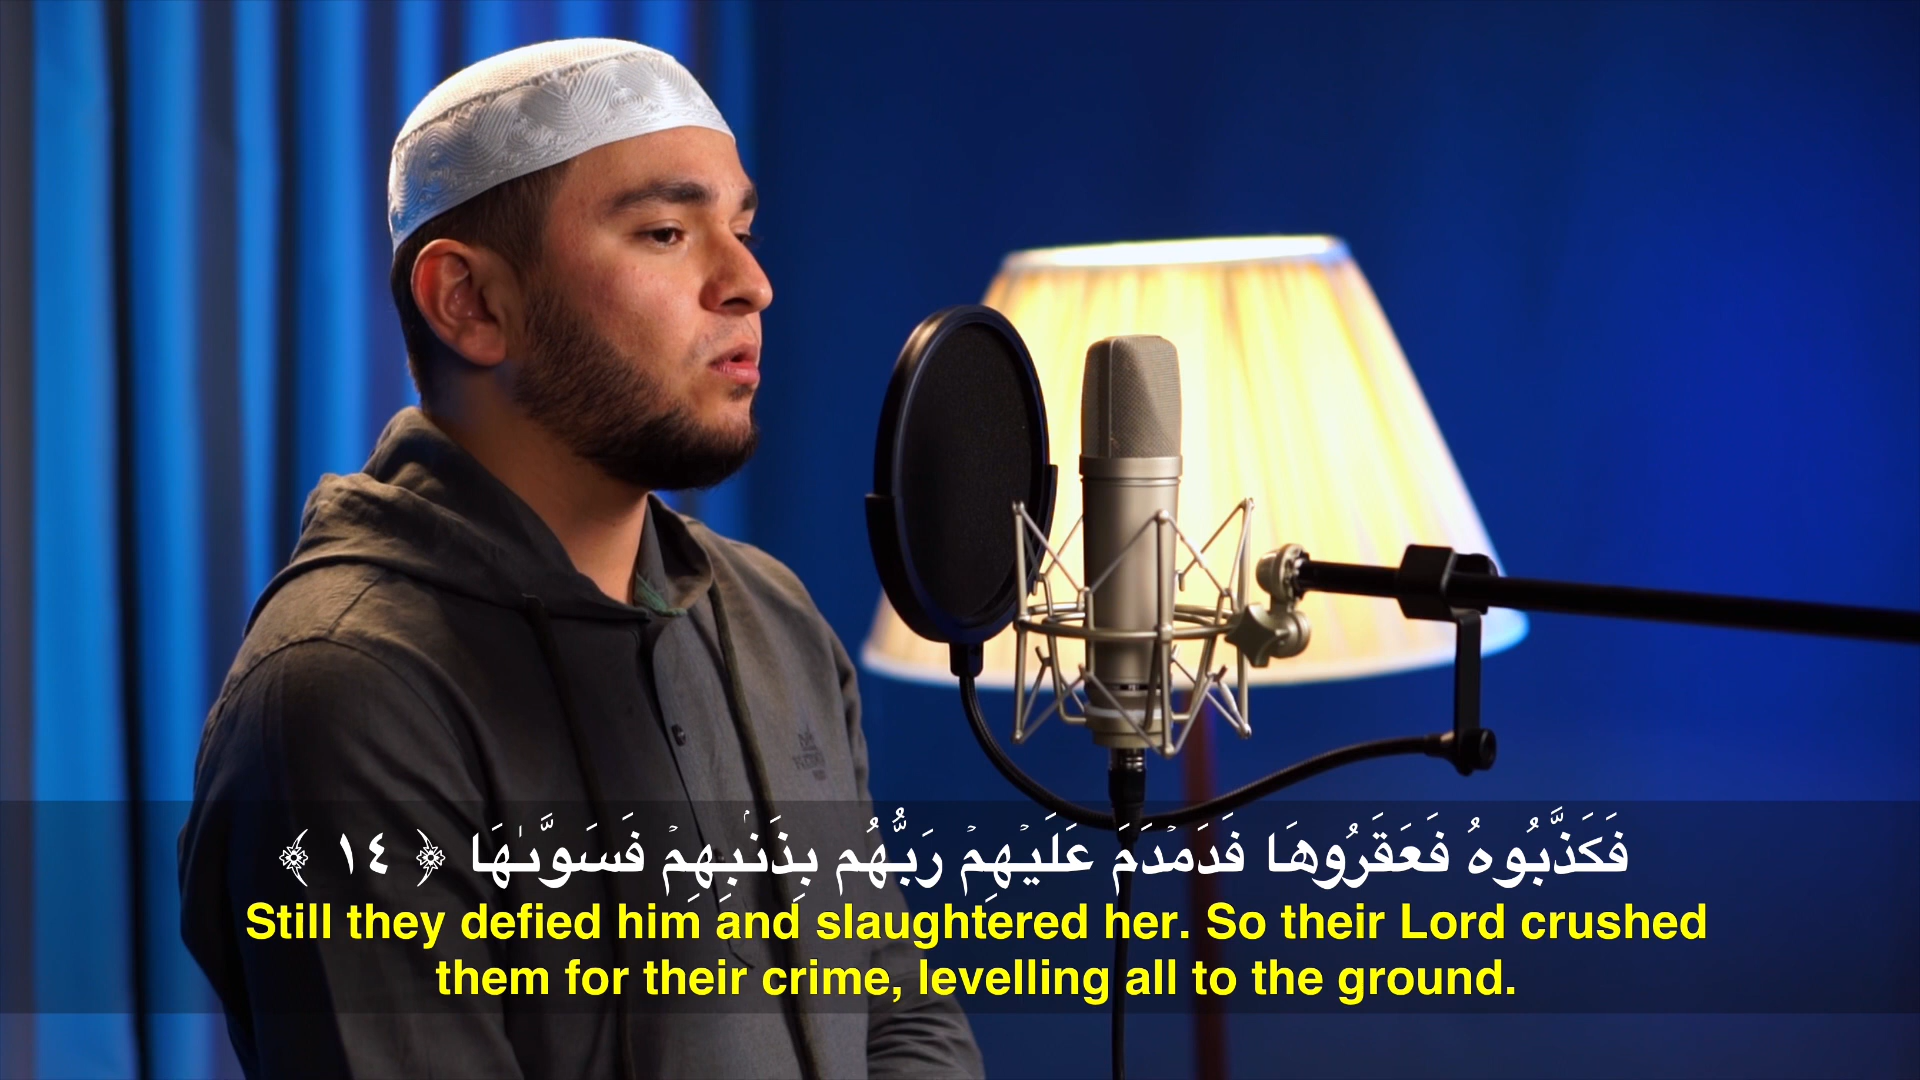 فَكَذَّبُوهُ فَعَقَرُوهَا فَدَمۡدَمَ عَلَيۡهِمۡ رَبُّهُم بِذَنۢبِهِمۡ فَسَوَّىٰهَا ﴿ ١٤ ﴾
Still they defied him and slaughtered her. So their Lord crushed
them for their crime, levelling all to the ground.